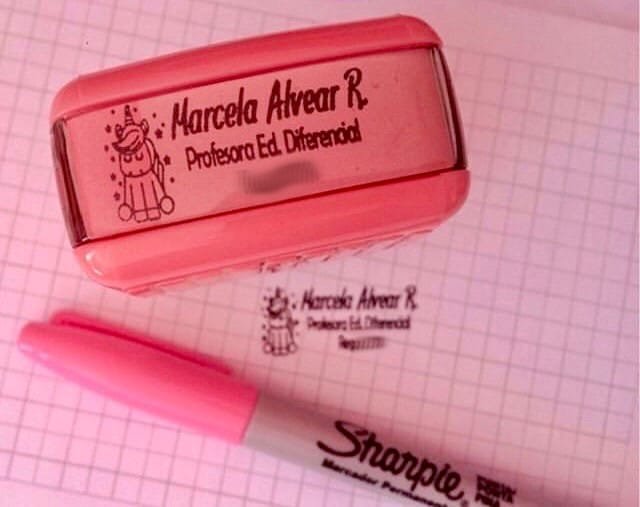 Marcela Alvear R.
Profesora Ed. Diferencial
Marcela Alvear R.
Profesora Ed. Diferencial
Sharpie
Marcador Permanente